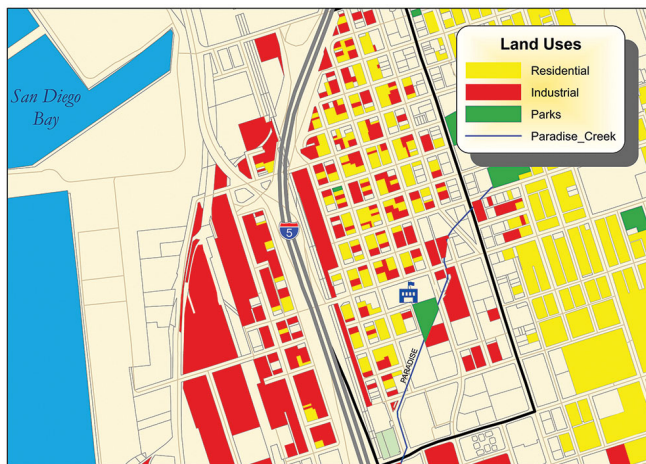 Land Uses
Residential
Industrial
Parks
Paradise_Creek
San Diego
Bay
5
PARADISE